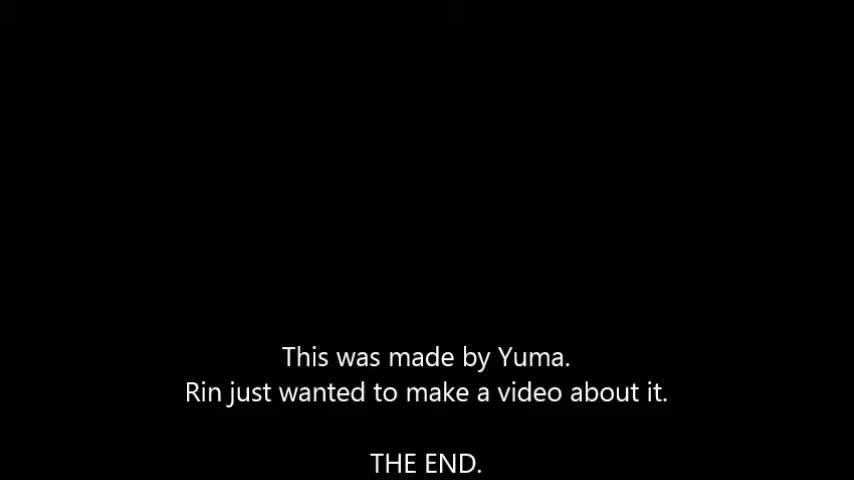 This was made by Yuma.
Rin just wanted to make a video about it.
THE END.